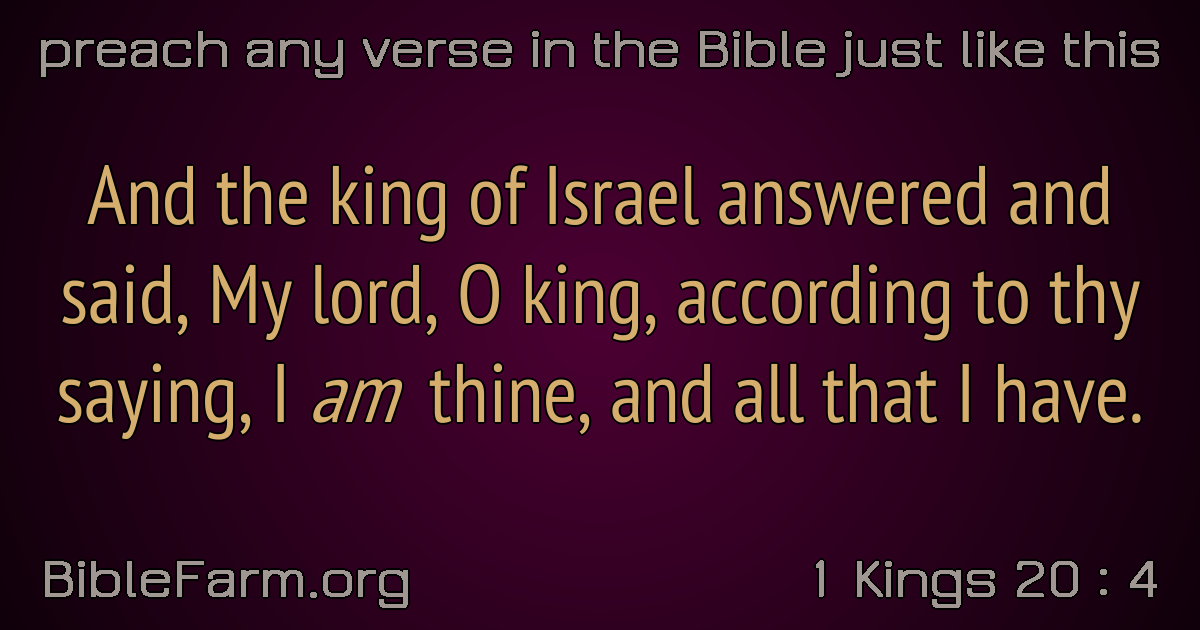 preach any verse in the Bible just like this
And the king of Israel answered and
said, My lord, O king, according to thy
saying, I am thine, and all that I have.
BibleFarm.org
1 Kings 20 : 4